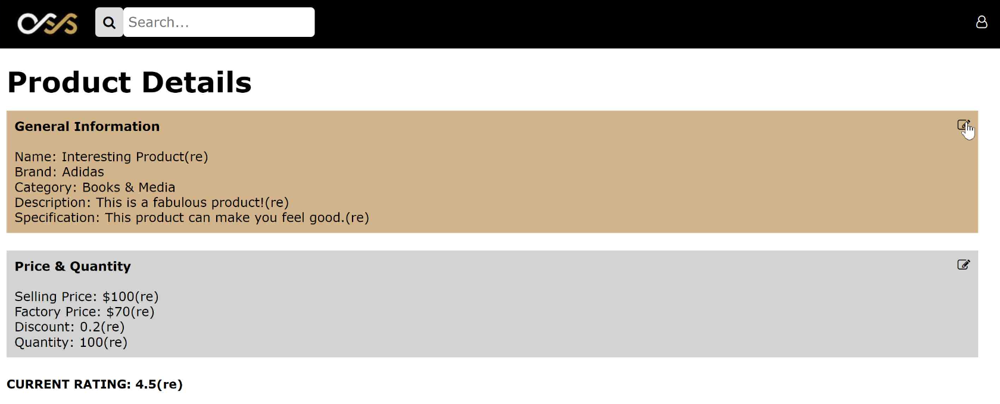 OSSS
Search...
Product Details
General Information
Name: Interesting Product(re)
Brand: Adidas
Category: Books & Media
Description: This is a fabulous product!(re)
Specification: This product can make you feel good.(re)
Price & Quantity
Selling Price: $100(re)
Factory Price: $70(re)
Discount: 0.2(re)
Quantity: 100(re)
CURRENT RATING: 4.5(re)